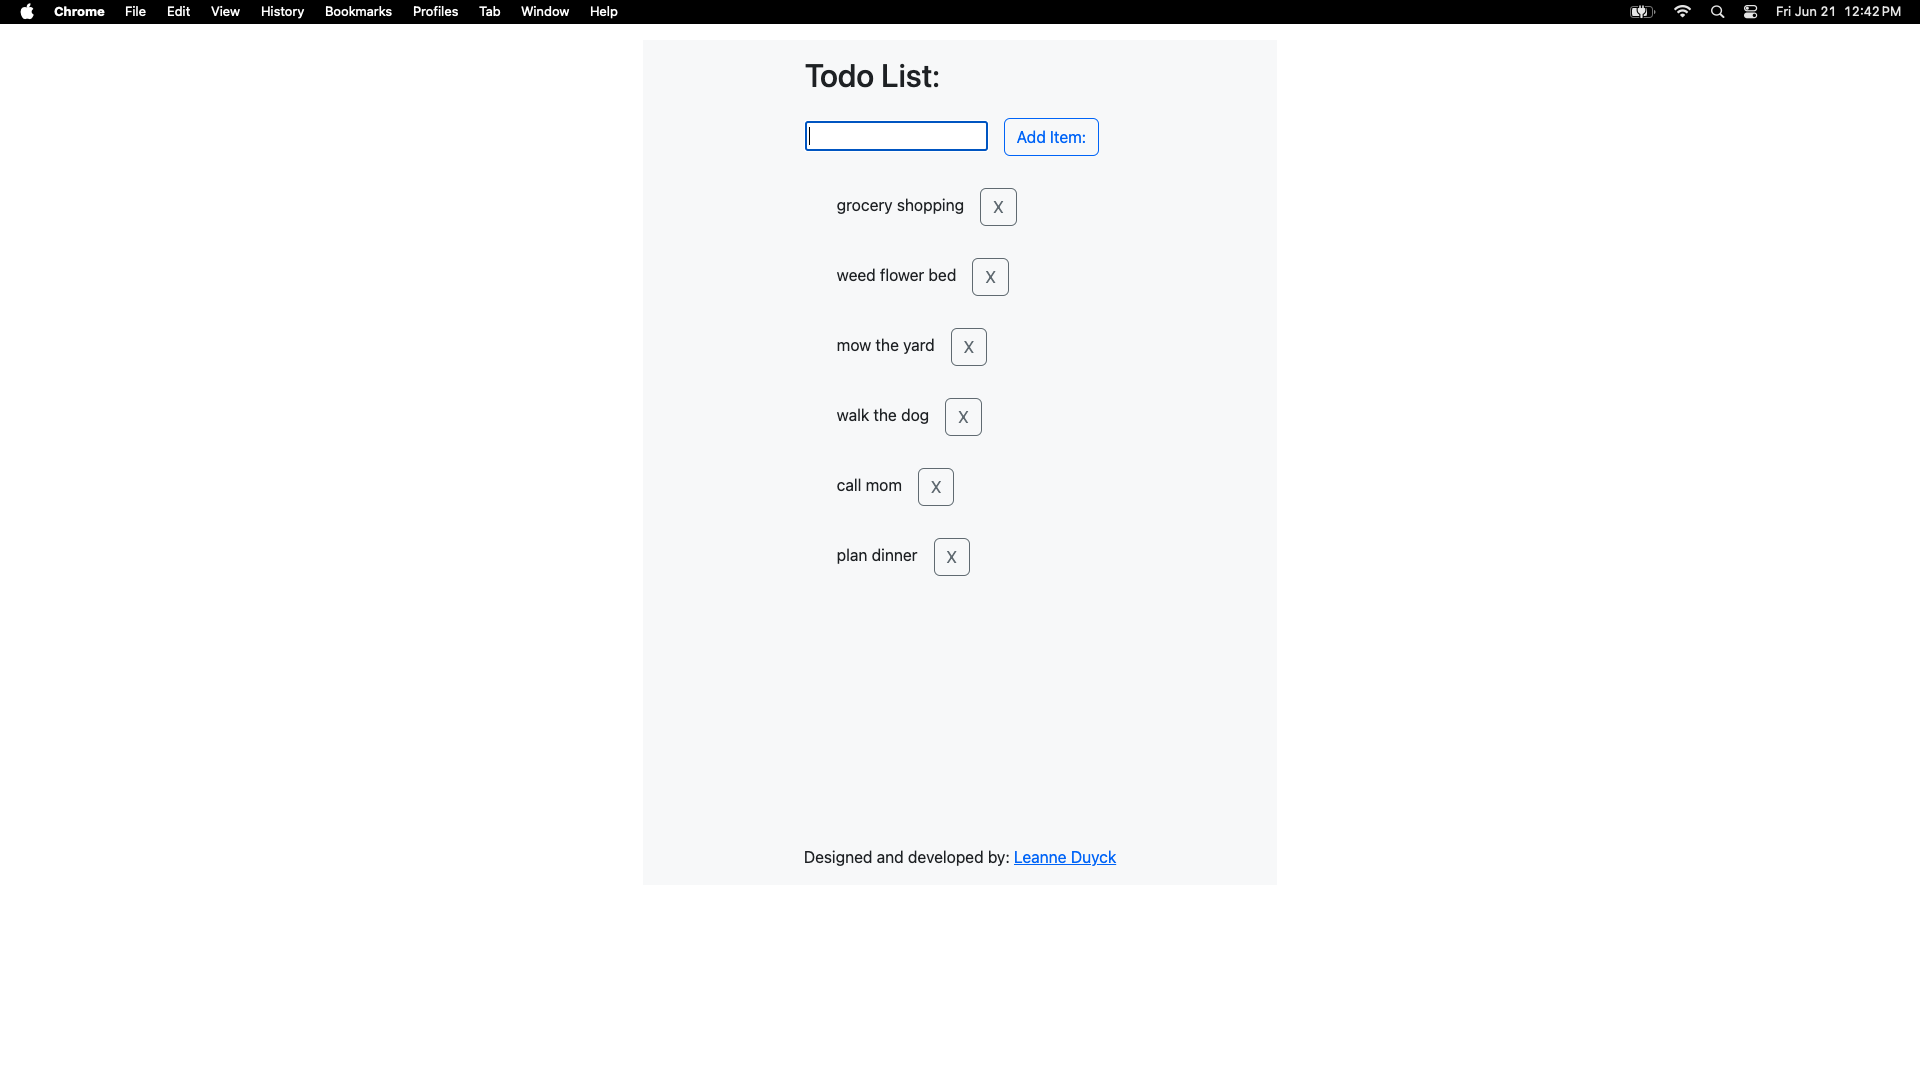 Chrome File Edit View History Bookmarks Profiles Tab Window Help Fri Jun 21 12:42 PM
Todo List:
Add Item:
grocery shopping X
weed flower bed X
mow the yard X
walk the dog X
call mom X
plan dinner X
Designed and developed by: Leanne Duyck